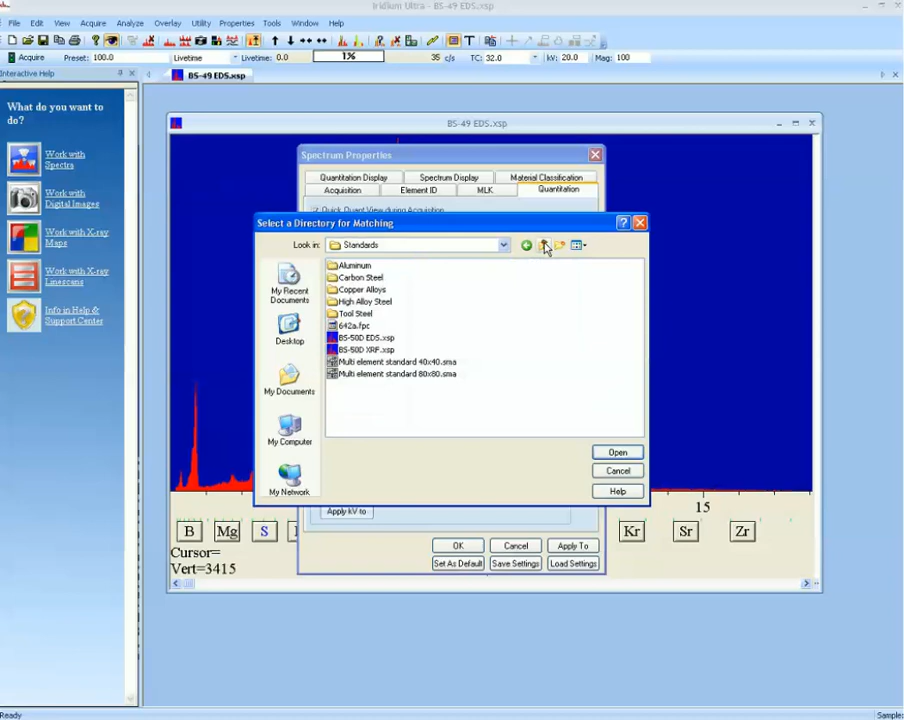 Iridium Ultra - BS-49 EDS.xsp
File Edit View Acquire Analyze Overlay Utility Properties Tools Window Help
Acquire Preset: 100.0 Livetime Livetime: 0.0 1% 35 c/s TC: 32.0 kV: 20.0 Mag: 100
Interactive Help
BS-49 EDS.xsp
What do you want to
do?
Work with
Spectra
Work with
Digital Images
Work with X-ray
Maps
Work with X-ray
Linescans
Info in Help &
Support Center
BS-49 EDS.xsp
Spectrum Properties
Quantitation Display Spectrum Display Material Classification
Acquisition Element ID MLK Quantitation
Quick Quant View during Acquisition
Select a Directory for Matching
Look in: Standards
My Recent
Documents
Desktop
My Documents
My Computer
My Network
Aluminum
Carbon Steel
Copper Alloys
High Alloy Steel
Tool Steel
642a.fpc
BS-50D EDS.xsp
BS-50D XRF.xsp
Multi element standard 40x40.sma
Multi element standard 80x80.sma
Open
Cancel
Help
Apply kV to
15
B Mg S Kr Sr Zr
Cursor=
Vert=3415
OK Cancel Apply To
Set As Default Save Settings Load Settings
Start
Sample: